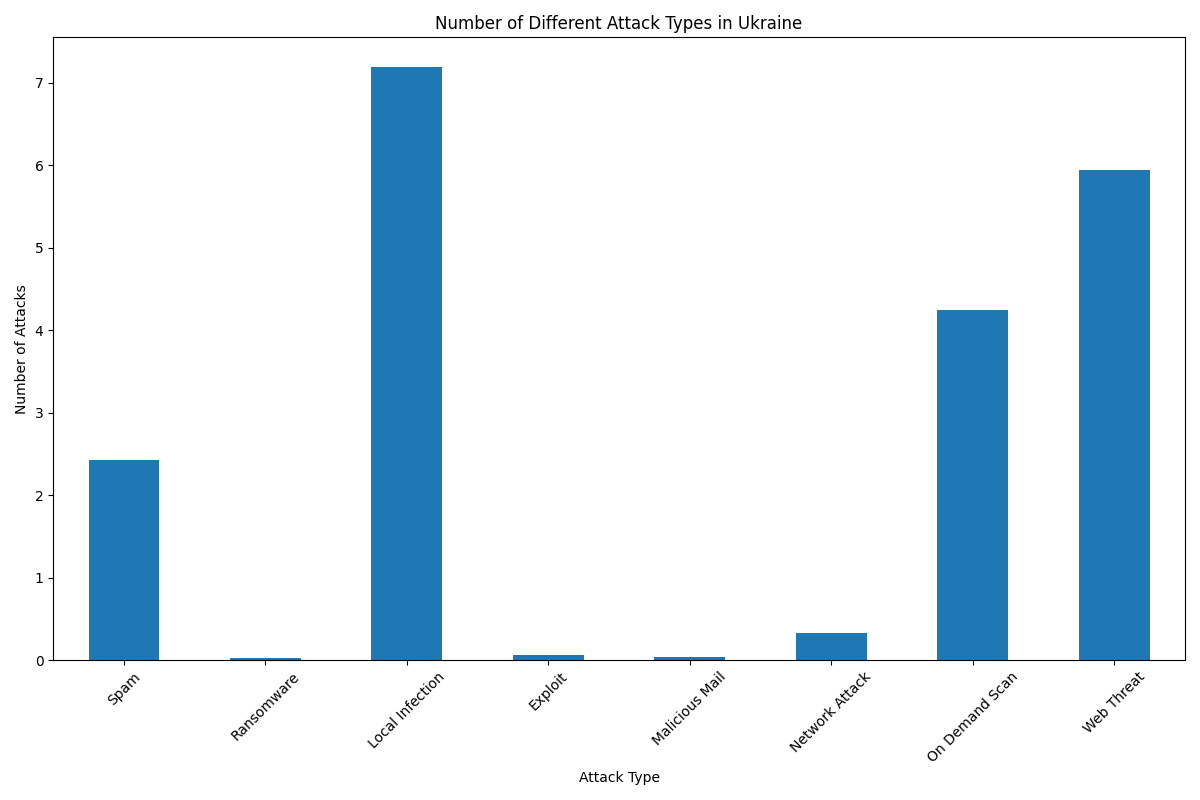 Number of Different Attack Types in Ukraine
Number of Attacks
7
6
5
4
3
2
1
0
Spam
Ransomware
Local Infection
Exploit
Malicious Mail
Network Attack
On Demand Scan
Web Threat
Attack Type